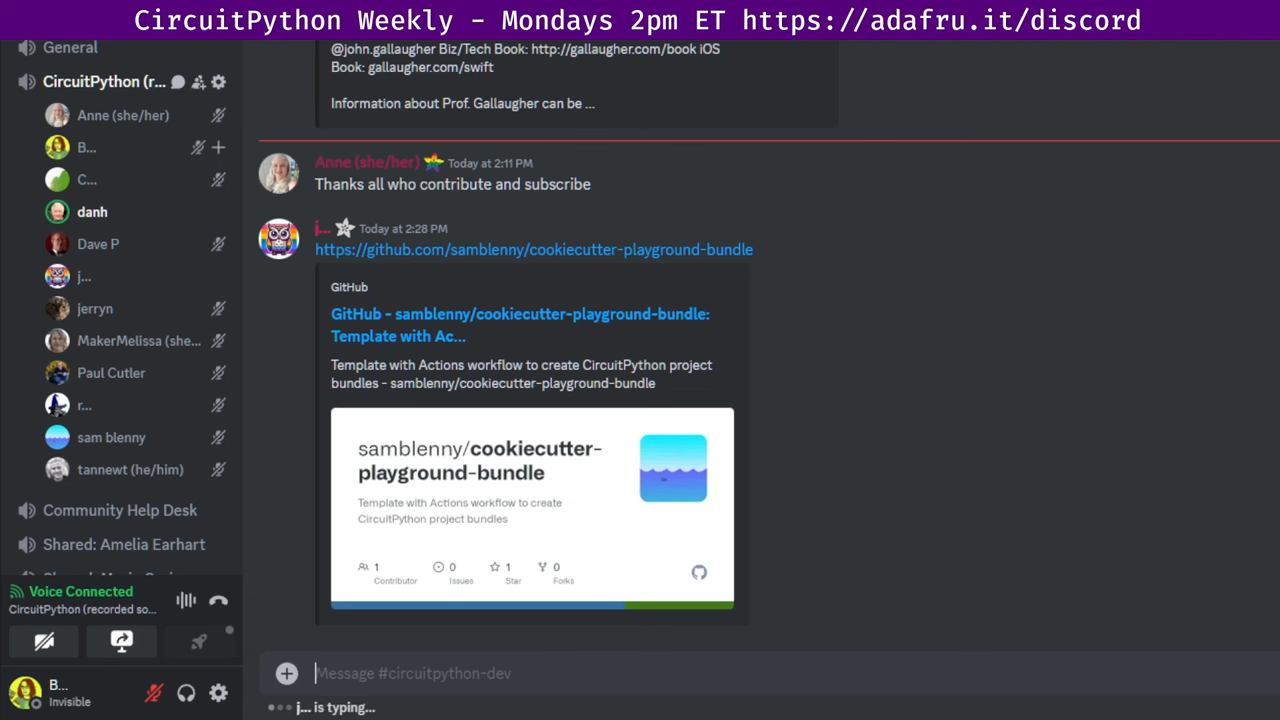 CircuitPython Weekly - Mondays 2pm ET https://adafru.it/discord
General
CircuitPython (r...
Anne (she/her)
B...
C...
danh
Dave P
j...
jerryn
MakerMelissa (she...
Paul Cutler
r...
sam blenny
tannewt (he/him)
Community Help Desk
Shared: Amelia Earhart
Voice Connected
CircuitPython (recorded so...
B...
Invisible
@john.gallaugher Biz/Tech Book: http://gallaugher.com/book iOS
Book: gallaugher.com/swift
Information about Prof. Gallaugher can be ...
Anne (she/her) Today at 2:11 PM
Thanks all who contribute and subscribe
j... Today at 2:28 PM
https://github.com/samblenny/cookiecutter-playground-bundle
GitHub
GitHub - samblenny/cookiecutter-playground-bundle:
Template with Ac...
Template with Actions workflow to create CircuitPython project
bundles - samblenny/cookiecutter-playground-bundle
samblenny/cookiecutter-
playground-bundle
Template with Actions workflow to create
CircuitPython project bundles
1 0 1 0
Contributor Issues Star Forks
Message #circuitpython-dev
j... is typing...